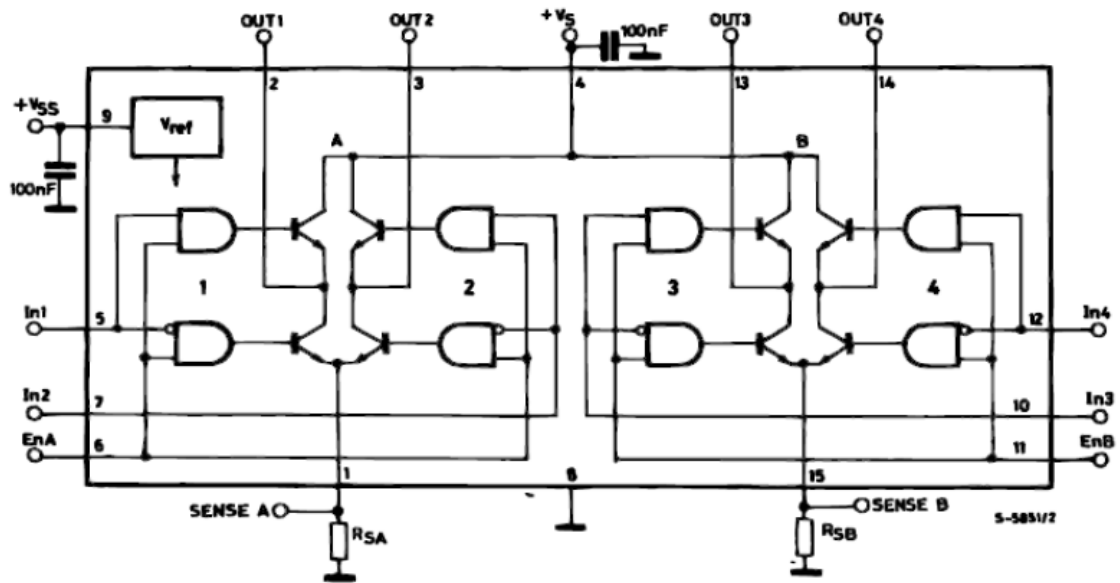 OUT1 OUT2 +VS 100nF OUT3 OUT4
2 3 4 13 14
+VSS 9 Vref
A B
100nF
1 2 3 4
In1 5 12 In4
In2 7 10 In3
EnA 6 11 EnB
1 8 15
SENSE A SENSE B
S-5851/2
RSA RSB